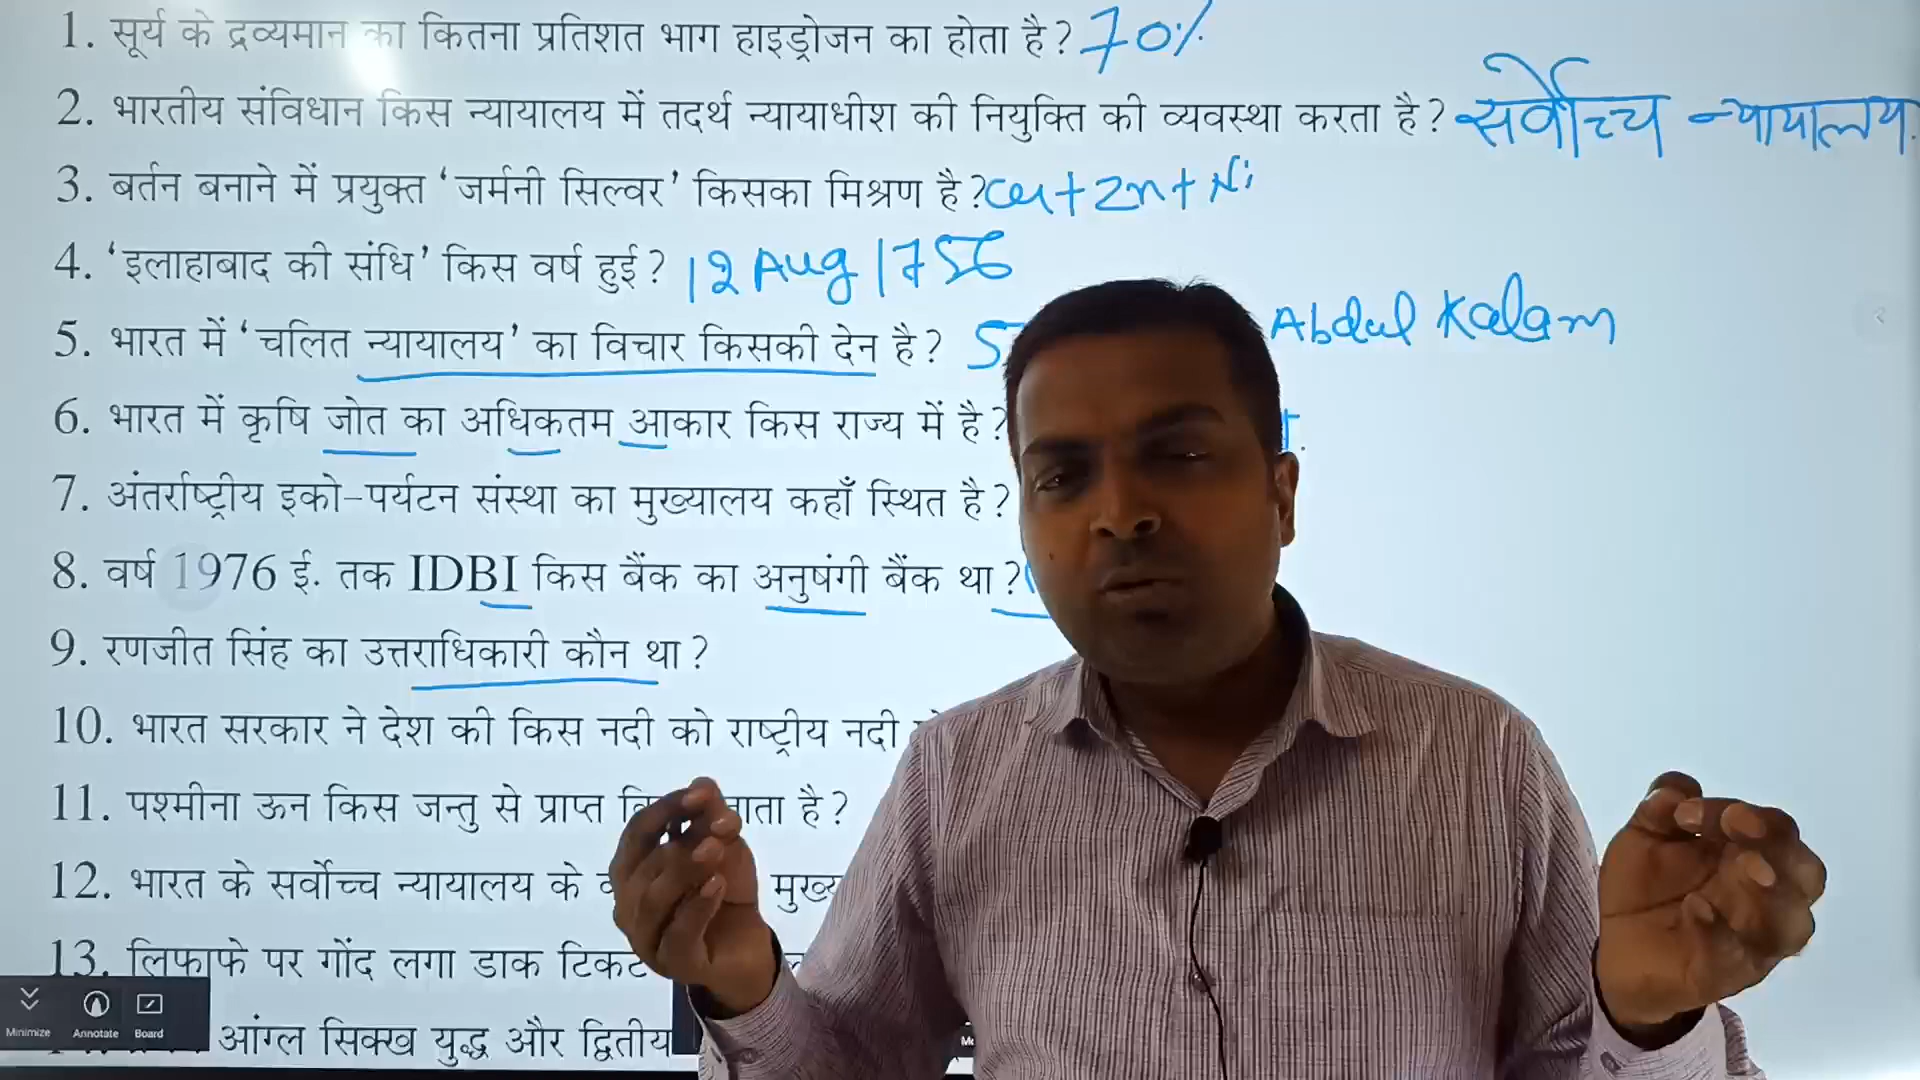 1. सूर्य के द्रव्यमान का कितना प्रतिशत भाग हाइड्रोजन का होता है? 70%
2. भारतीय संविधान किस न्यायालय में तदर्थ न्यायाधीश की नियुक्ति की व्यवस्था करता है? सर्वोच्च न्यायालय.
3. बर्तन बनाने में प्रयुक्त 'जर्मनी सिल्वर' किसका मिश्रण है? Cu + Zn + Ni
4. 'इलाहाबाद की संधि' किस वर्ष हुई? 12 Aug 1756
5. भारत में 'चलित न्यायालय' का विचार किसकी देन है? Abdul Kalam
6. भारत में कृषि जोत का अधिकतम आकार किस राज्य में है?
7. अंतर्राष्ट्रीय इको-पर्यटन संस्था का मुख्यालय कहाँ स्थित है?
8. वर्ष 1976 ई. तक IDBI किस बैंक का अनुषंगी बैंक था?
9. रणजीत सिंह का उत्तराधिकारी कौन था?
10. भारत सरकार ने देश की किस नदी को राष्ट्रीय नदी
11. पश्मीना ऊन किस जन्तु से प्राप्त जाता है?
12. भारत के सर्वोच्च न्यायालय के
13. लिफाफे पर गोंद लगा डाक टिकट
आंग्ल सिक्ख युद्ध और द्वितीय
Minimize Annotate Board